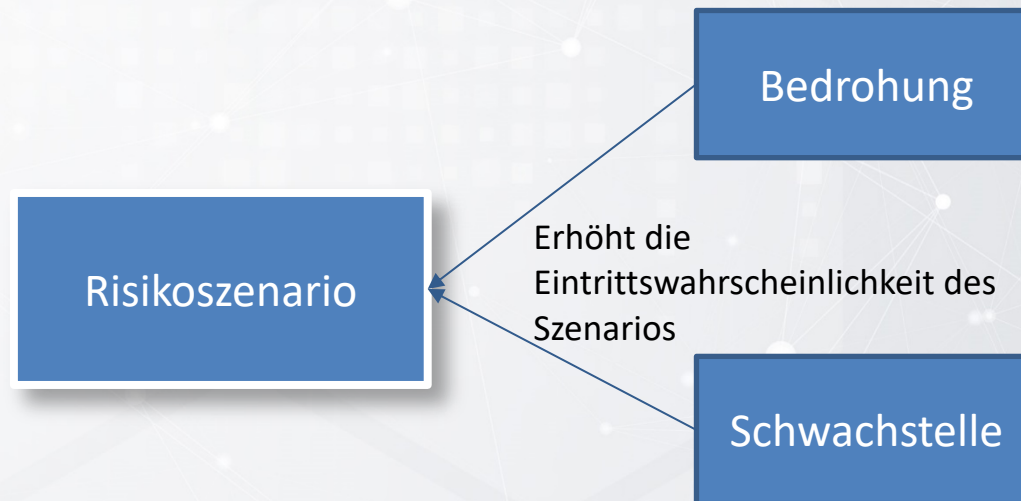 Bedrohung
Erhöht die
Eintrittswahrscheinlichkeit des
Szenarios
Risikoszenario
Schwachstelle